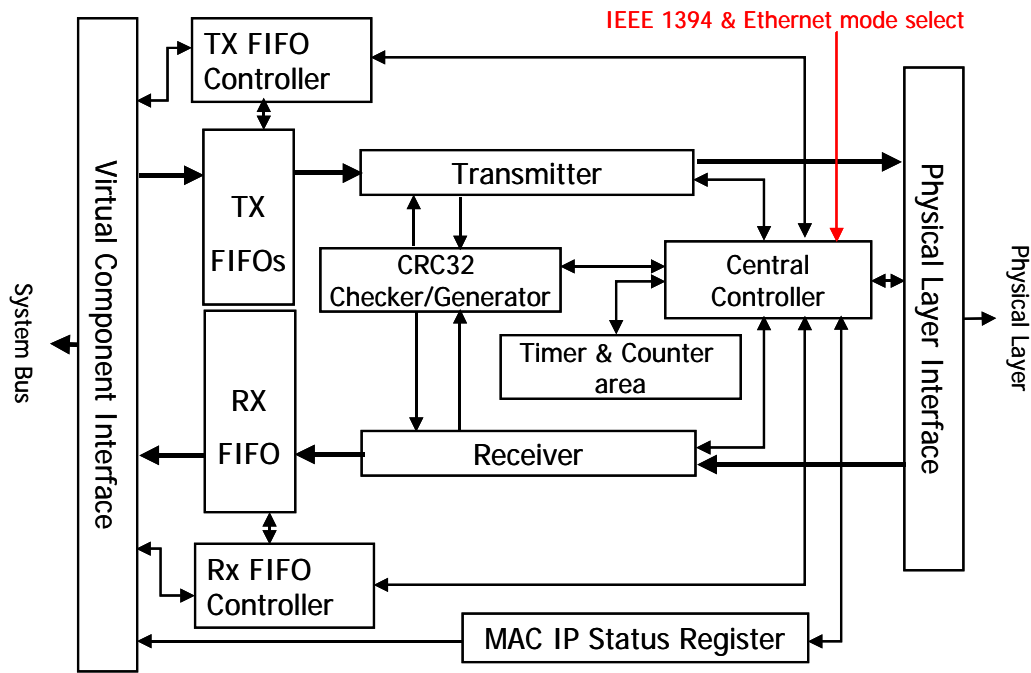 IEEE 1394 & Ethernet mode select
TX FIFO
Controller
Virtual Component Interface
TX
FIFOs
Transmitter
Physical Layer Interface
CRC32
Checker/Generator
Central
Controller
System Bus
Physical Layer
Timer & Counter
area
RX
FIFO
Receiver
Rx FIFO
Controller
MAC IP Status Register